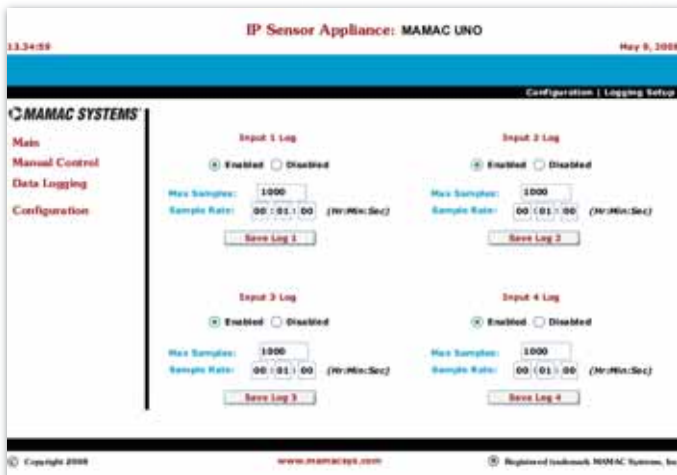 IP Sensor Appliance: MAMAC UNO
13.34:59
May 9, 2008
Configuration | Logging Setup
MAMAC SYSTEMS
Main
Manual Control
Data Logging
Configuration
Input 1 Log
Enabled Disabled
Max Samples: 1000
Sample Rate: 00 : 01 : 00 (Hr:Min:Sec)
Save Log 1
Input 2 Log
Enabled Disabled
Max Samples: 1000
Sample Rate: 00 : 01 : 00 (Hr:Min:Sec)
Save Log 2
Input 3 Log
Enabled Disabled
Max Samples: 1000
Sample Rate: 00 : 01 : 00 (Hr:Min:Sec)
Save Log 3
Input 4 Log
Enabled Disabled
Max Samples: 1000
Sample Rate: 00 : 01 : 00 (Hr:Min:Sec)
Save Log 4
© Copyright 2008
www.mamacsys.com
® Registered trademark MAMAC Systems, Inc